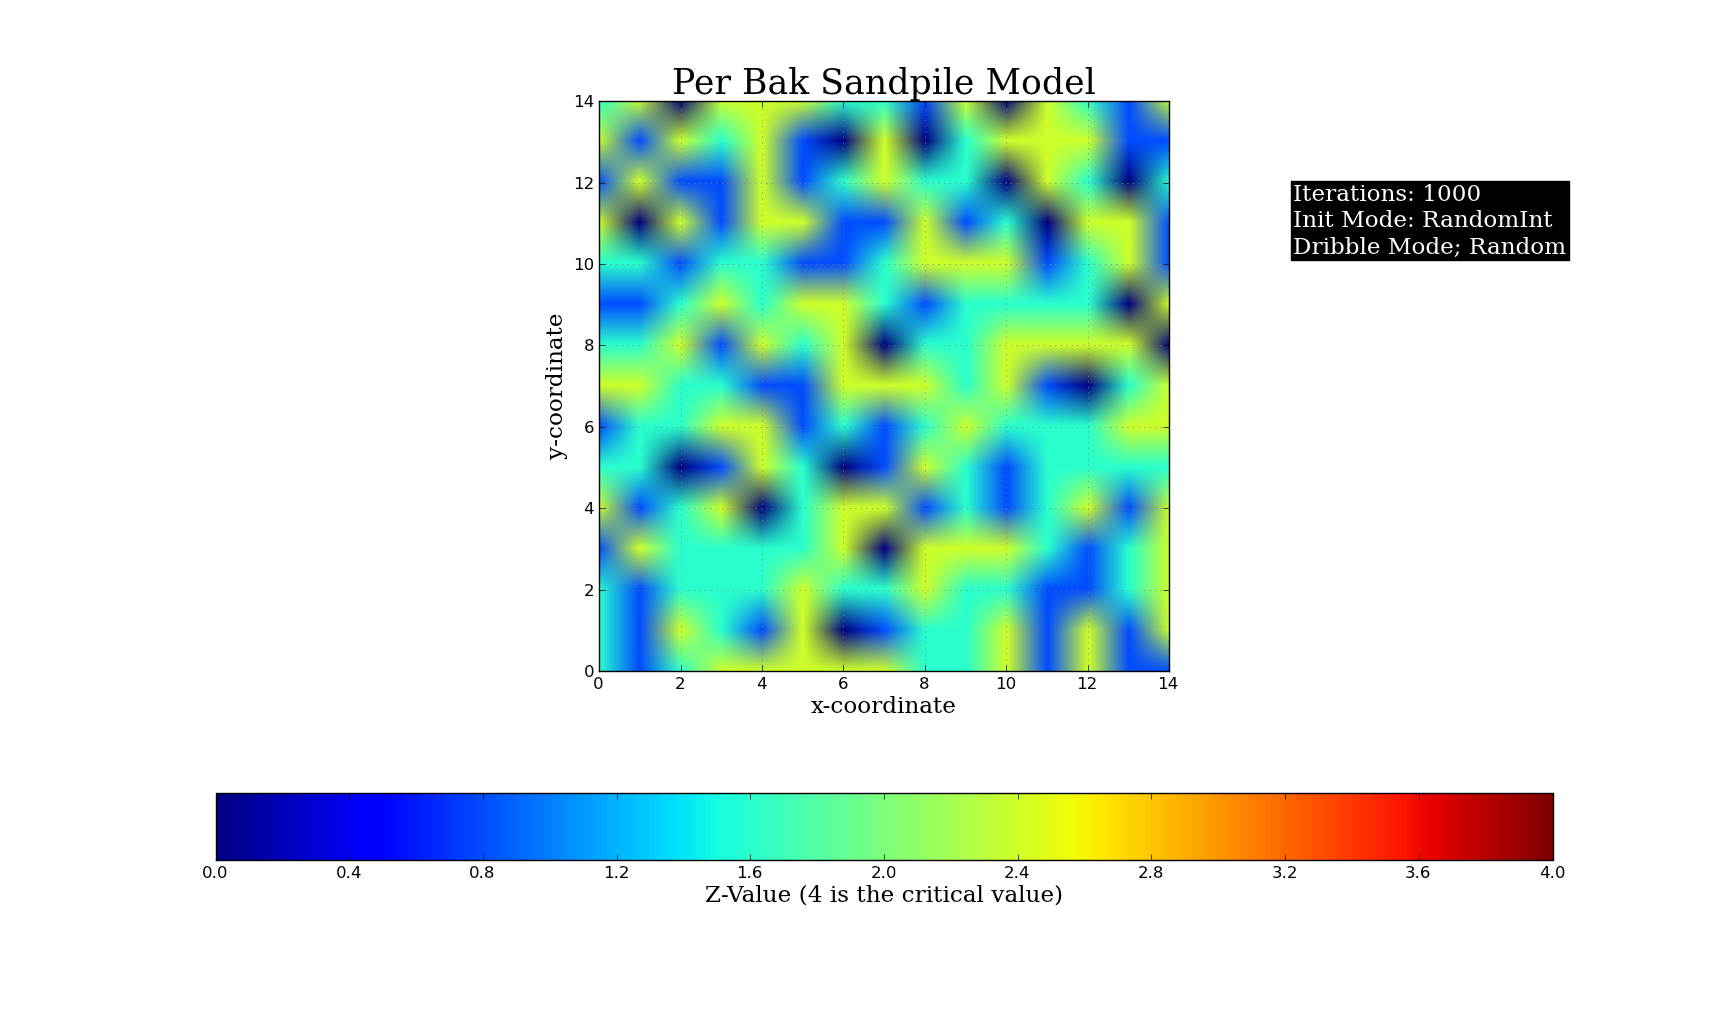 Per Bak Sandpile Model
14
12
10
8
6
4
2
0
y-coordinate
0 2 4 6 8 10 12 14
x-coordinate
Iterations: 1000
Init Mode: RandomInt
Dribble Mode; Random
0.0 0.4 0.8 1.2 1.6 2.0 2.4 2.8 3.2 3.6 4.0
Z-Value (4 is the critical value)